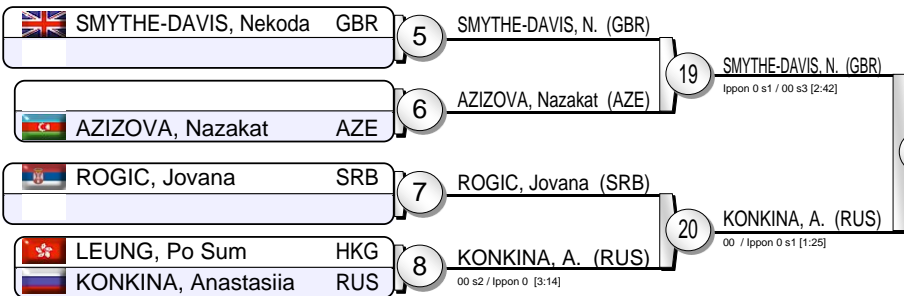 SMYTHE-DAVIS, Nekoda GBR
5
SMYTHE-DAVIS, N. (GBR)
19
SMYTHE-DAVIS, N. (GBR)
Ippon 0 s1 / 00 s3 [2:42]
6
AZIZOVA, Nazakat (AZE)
AZIZOVA, Nazakat AZE
ROGIC, Jovana SRB
7
ROGIC, Jovana (SRB)
20
KONKINA, A. (RUS)
00 / Ippon 0 s1 [1:25]
LEUNG, Po Sum HKG
8
KONKINA, A. (RUS)
00 s2 / Ippon 0 [3:14]
KONKINA, Anastasiia RUS